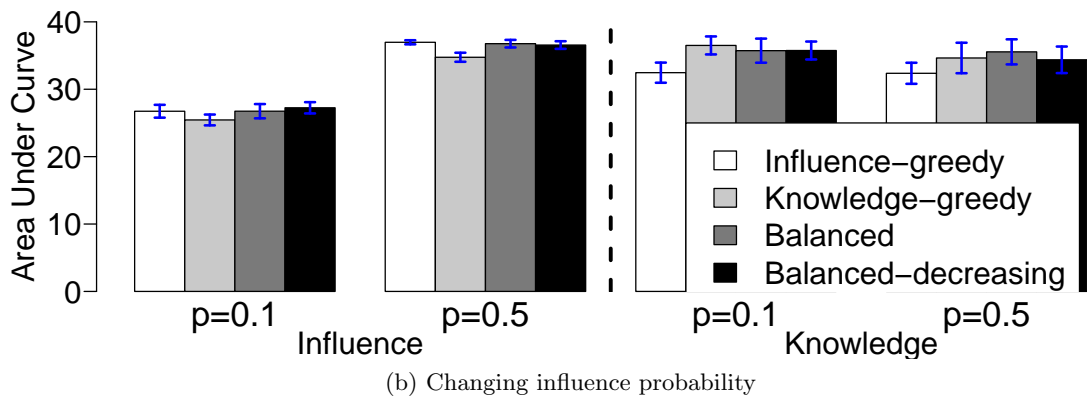 Area Under Curve
40
30
20
10
0
Influence−greedy
Knowledge−greedy
Balanced
Balanced−decreasing
p=0.1 p=0.5 p=0.1 p=0.5
Influence Knowledge
(b) Changing influence probability